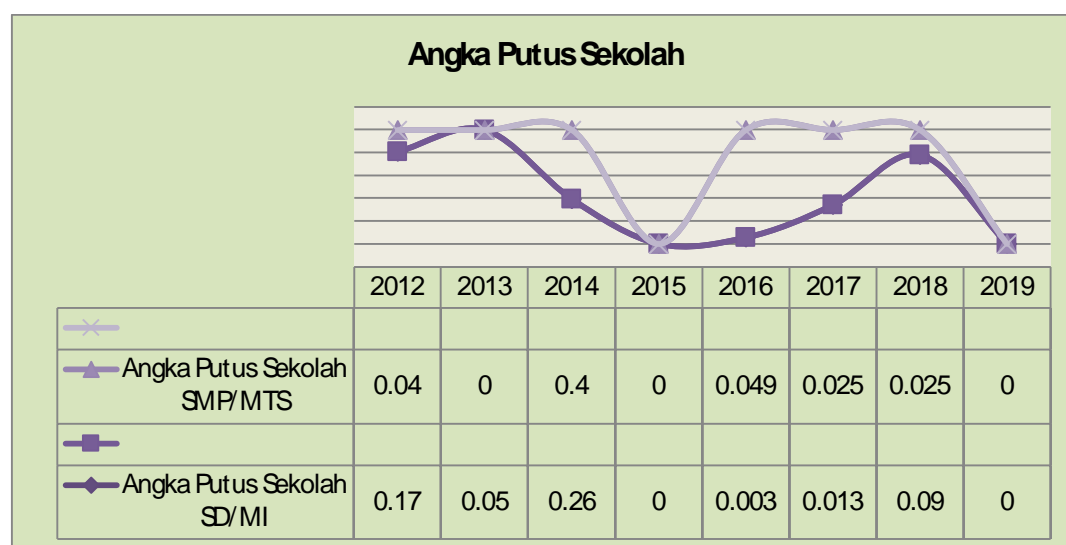 Angka Putus Sekolah
2012 2013 2014 2015 2016 2017 2018 2019
Angka Putus Sekolah
SMP/MTS 0.04 0 0.4 0 0.049 0.025 0.025 0
Angka Putus Sekolah
SD/MI 0.17 0.05 0.26 0 0.003 0.013 0.09 0